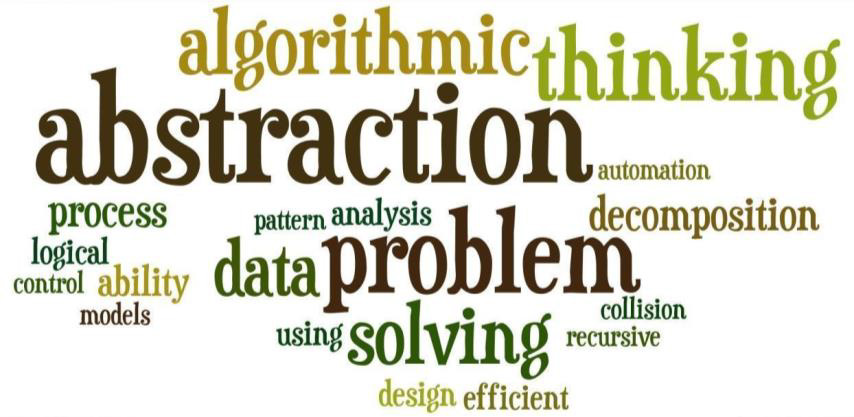 algorithmic thinking
abstraction
automation
process
pattern analysis
decomposition
logical
data problem
control ability
models
collision
using solving recursive
design efficient